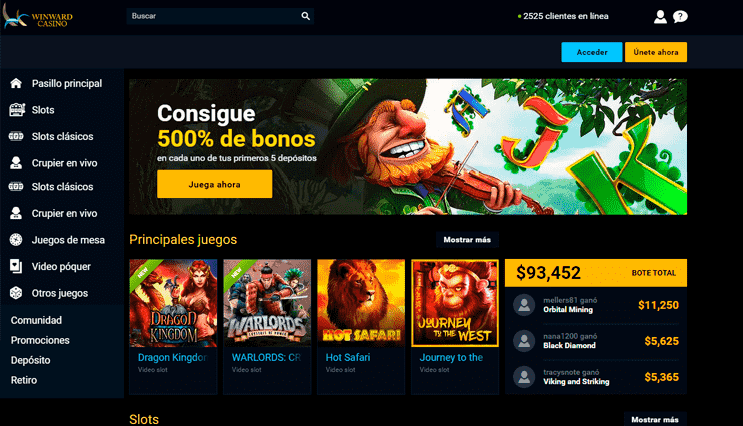 WINWARD
CASINO
Buscar
2525 clientes en línea
Acceder
Únete ahora
Pasillo principal
Slots
Slots clásicos
Crupier en vivo
Slots clásicos
Crupier en vivo
Juegos de mesa
Video póquer
Otros juegos
Comunidad
Promociones
Depósito
Retiro
Consigue
500% de bonos
en cada uno de tus primeros 5 depósitos
Juega ahora
J
K
Principales juegos
Mostrar más
NEW
DRAGON
KINGDOM
Dragon Kingdon
Video slot
NEW
WARLORDS
WARLORDS: CR
Video slot
HOT SAFARI
Hot Safari
Video slot
JOURNEY
TO THE
WEST
Journey to the
Video slot
$93,452
BOTE TOTAL
mellers81 ganó
Orbital Mining
$11,250
nana1200 ganó
Black Diamond
$5,625
tracysnote ganó
Viking and Striking
$5,365
Slots
Mostrar más